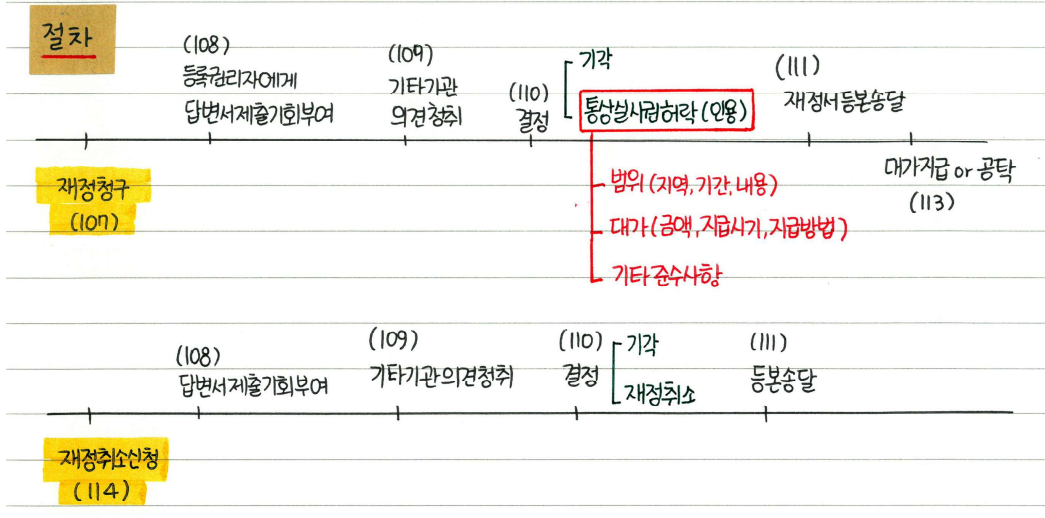 절차
(108)
등록권리자에게
답변서제출기회부여
(109)
기타기관
의견청취
(110)
결정
기각
통상실시권허락 (인용)
(111)
재정서등본송달
재정청구
(107)
범위 (지역, 기간, 내용)
대가 (금액, 지급시기, 지급방법)
기타 준수사항
대가지급 or 공탁
(113)
(108)
답변서제출기회부여
(109)
기타기관의견청취
(110)
결정
기각
재정취소
(111)
등본송달
재정취소신청
(114)